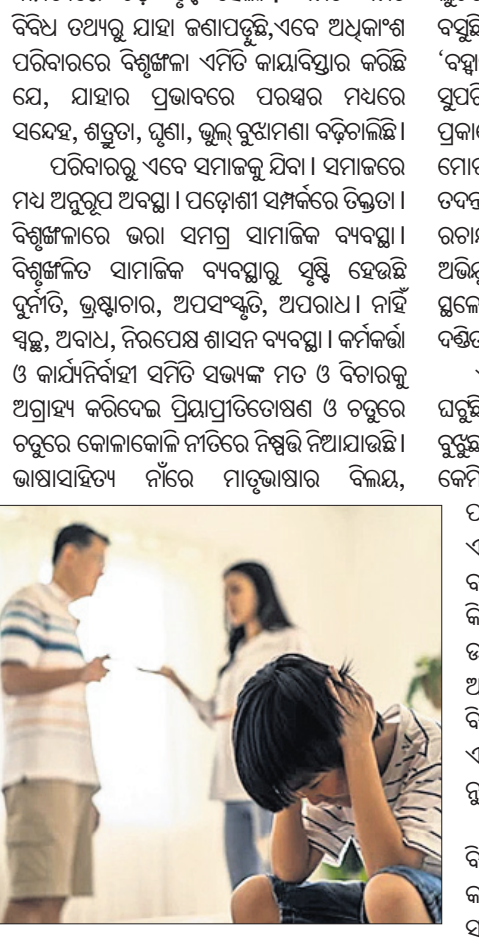 ବିବିଧ ତଥ୍ୟରୁ ଯାହା ଜଣାପଡୁଛି,ଏବେ ଅଧିକାଂଶ
ପରିବାରରେ ବିଶୃଙ୍ଖଳା ଏମିତି କାୟାବିସ୍ତାର କରିଛି
ଯେ, ଯାହାର ପ୍ରଭାବରେ ପରସ୍ପର ମଧ୍ୟରେ
ସନ୍ଦେହ, ଶତ୍ରୁତା, ଘୃଣା, ଭୁଲ୍ ବୁଝାମଣା ବଢ଼ିଚାଲିଛି।
ପରିବାରରୁ ଏବେ ସମାଜକୁ ଯିବା। ସମାଜରେ
ମଧ୍ୟ ଅନୁରୂପ ଅବସ୍ଥା। ପଡ଼ୋଶୀ ସମ୍ପର୍କରେ ତିକ୍ତତା।
ବିଶୃଙ୍ଖଳାରେ ଭରା ସମଗ୍ର ସାମାଜିକ ବ୍ୟବସ୍ଥା।
ବିଶୃଙ୍ଖଳିତ ସାମାଜିକ ବ୍ୟବସ୍ଥାରୁ ସୃଷ୍ଟି ହେଉଛି
ଦୁର୍ନୀତି, ଭ୍ରଷ୍ଟାଚାର, ଅପସଂସ୍କୃତି, ଅପରାଧ। ନାହିଁ
ସ୍ୱଚ୍ଛ, ଅବାଧ, ନିରପେକ୍ଷ ଶାସନ ବ୍ୟବସ୍ଥା। କର୍ମକର୍ତ୍ତା
ଓ କାର୍ଯ୍ୟନିର୍ବାହୀ ସମିତି ସଭ୍ୟଙ୍କ ମତ ଓ ବିଚାରକୁ
ଅଗ୍ରାହ୍ୟ କରିଦେଇ ପ୍ରିୟାପ୍ରୀତିତୋଷଣ ଓ ଚତୁରେ
ଚତୁରେ କୋଳାକୋଳି ନୀତିରେ ନିଷ୍ପତ୍ତି ନିଆଯାଉଛି।
ଭାଷାସାହିତ୍ୟ ନାଁରେ ମାତୃଭାଷାର ବିଲୟ,